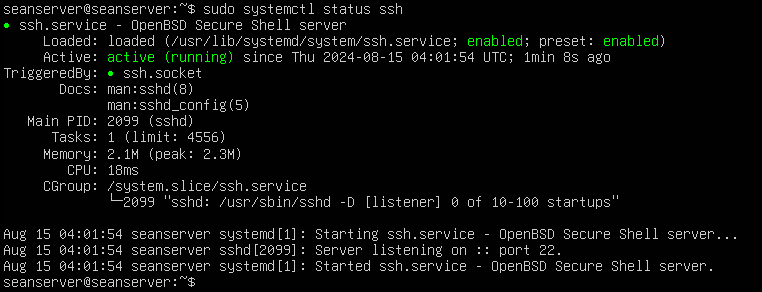 seanserver@seanserver:~$ sudo systemctl status ssh
● ssh.service - OpenBSD Secure Shell server
Loaded: loaded (/usr/lib/systemd/system/ssh.service; enabled; preset: enabled)
Active: active (running) since Thu 2024-08-15 04:01:54 UTC; 1min 8s ago
TriggeredBy: ● ssh.socket
Docs: man:sshd(8)
man:sshd_config(5)
Main PID: 2099 (sshd)
Tasks: 1 (limit: 4556)
Memory: 2.1M (peak: 2.3M)
CPU: 18ms
CGroup: /system.slice/ssh.service
└─2099 "sshd: /usr/sbin/sshd -D [listener] 0 of 10-100 startups"
Aug 15 04:01:54 seanserver systemd[1]: Starting ssh.service - OpenBSD Secure Shell server...
Aug 15 04:01:54 seanserver sshd[2099]: Server listening on :: port 22.
Aug 15 04:01:54 seanserver systemd[1]: Started ssh.service - OpenBSD Secure Shell server.
seanserver@seanserver:~$